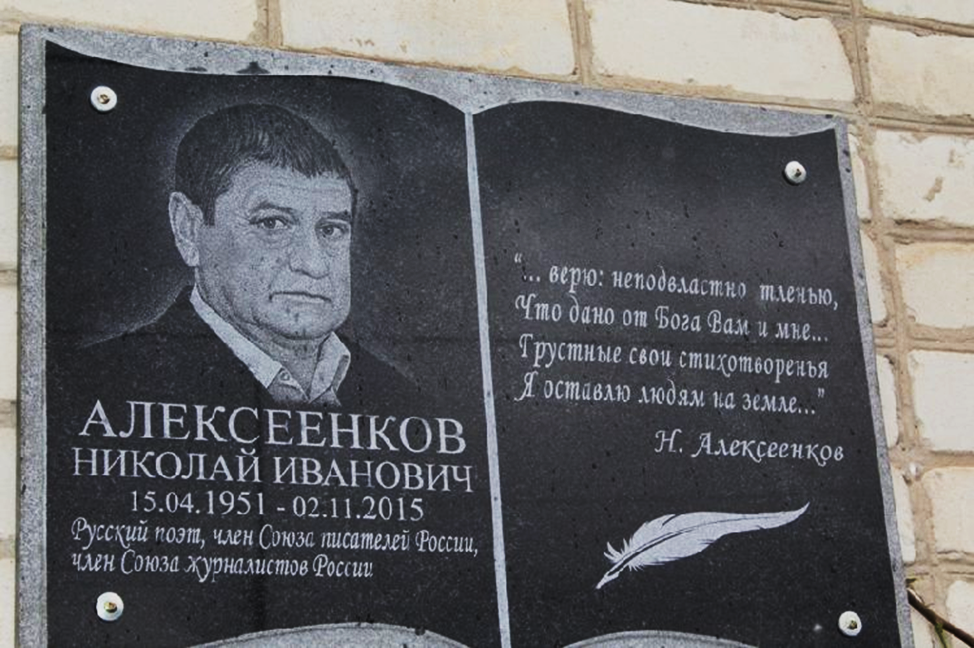 АЛЕКСЕЕНКОВ
НИКОЛАЙ ИВАНОВИЧ
15.04.1951 - 02.11.2015
Русский поэт, член Союза писателей России,
член Союза журналистов России
"... верю: неподвластно тленью,
Что дано от Бога Вам и мне...
Грустные свои стихотворенья
Я оставлю людям на земле..."
Н. Алексеенков